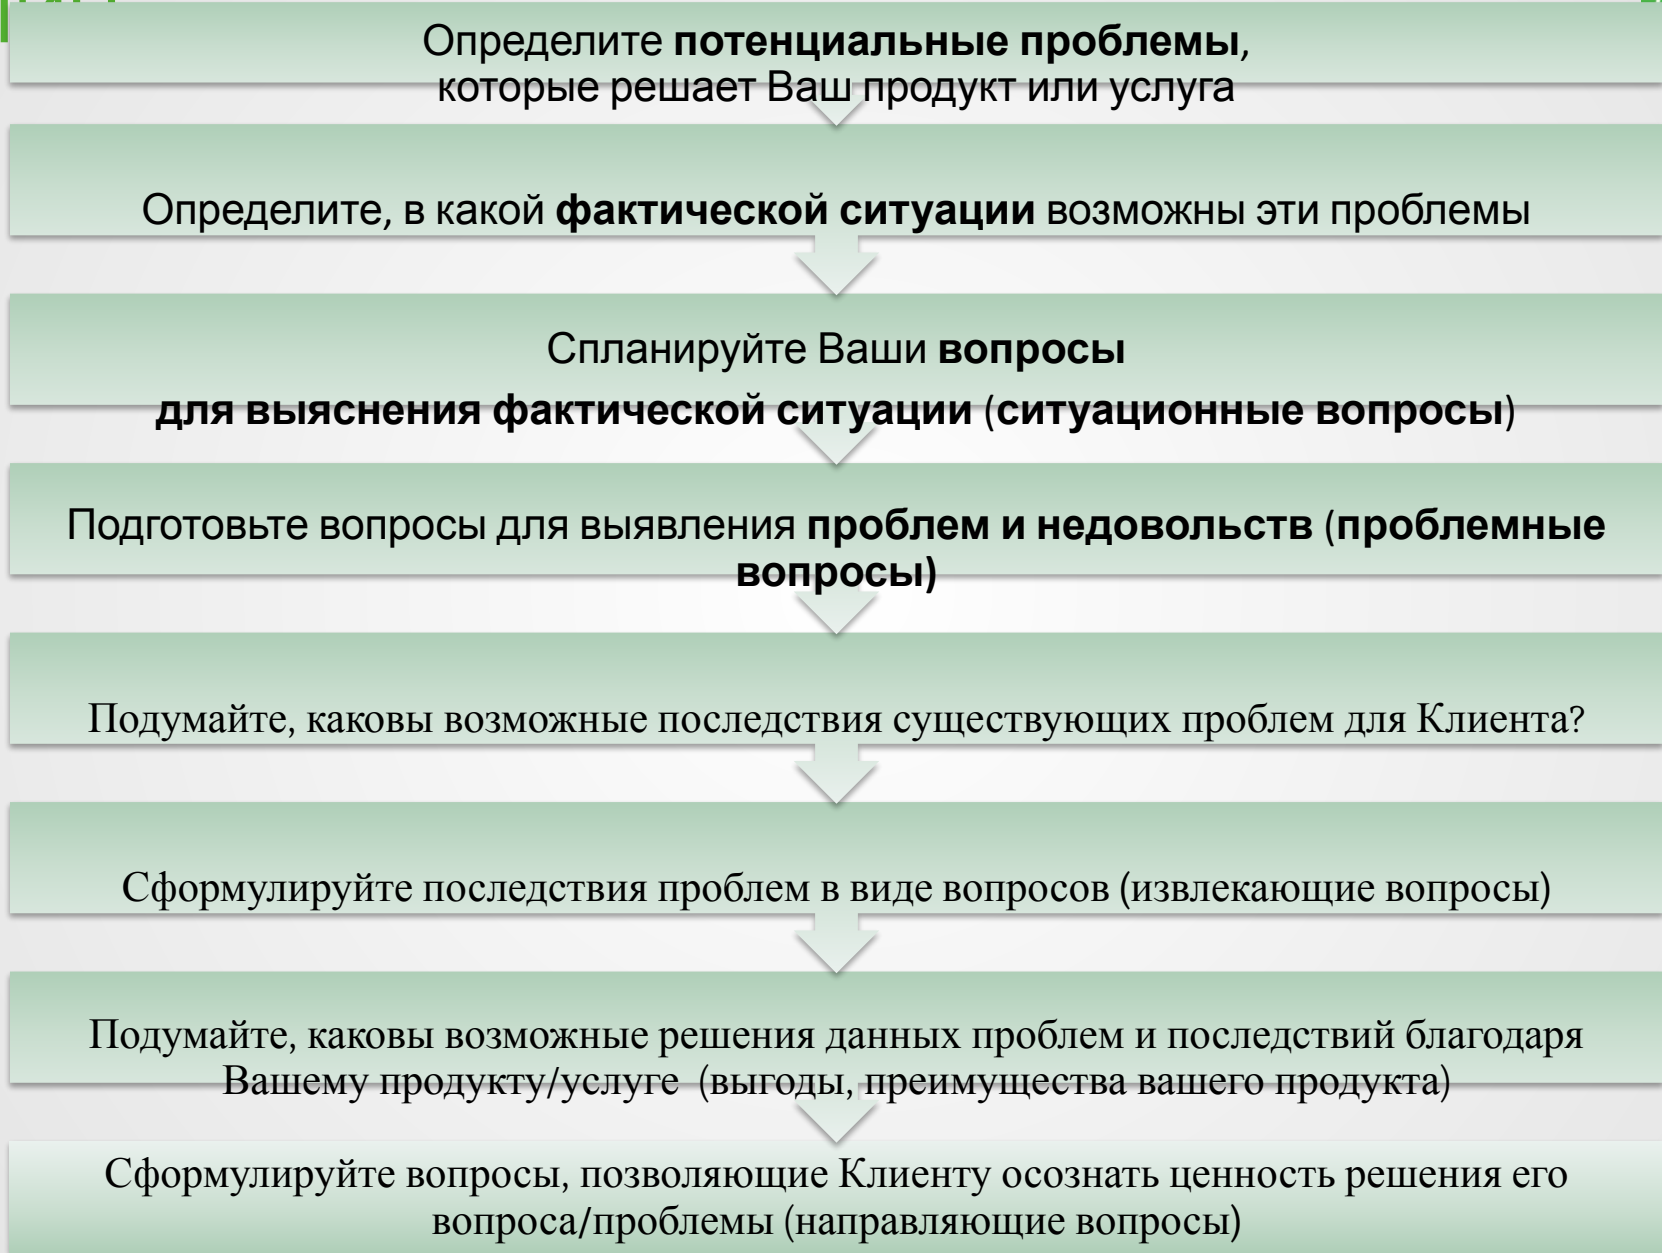 Определите потенциальные проблемы,
которые решает Ваш продукт или услуга
Определите, в какой фактической ситуации возможны эти проблемы
Спланируйте Ваши вопросы
для выяснения фактической ситуации (ситуационные вопросы)
Подготовьте вопросы для выявления проблем и недовольств (проблемные
вопросы)
Подумайте, каковы возможные последствия существующих проблем для Клиента?
Сформулируйте последствия проблем в виде вопросов (извлекающие вопросы)
Подумайте, каковы возможные решения данных проблем и последствий благодаря
Вашему продукту/услуге (выгоды, преимущества вашего продукта)
Сформулируйте вопросы, позволяющие Клиенту осознать ценность решения его
вопроса/проблемы (направляющие вопросы)